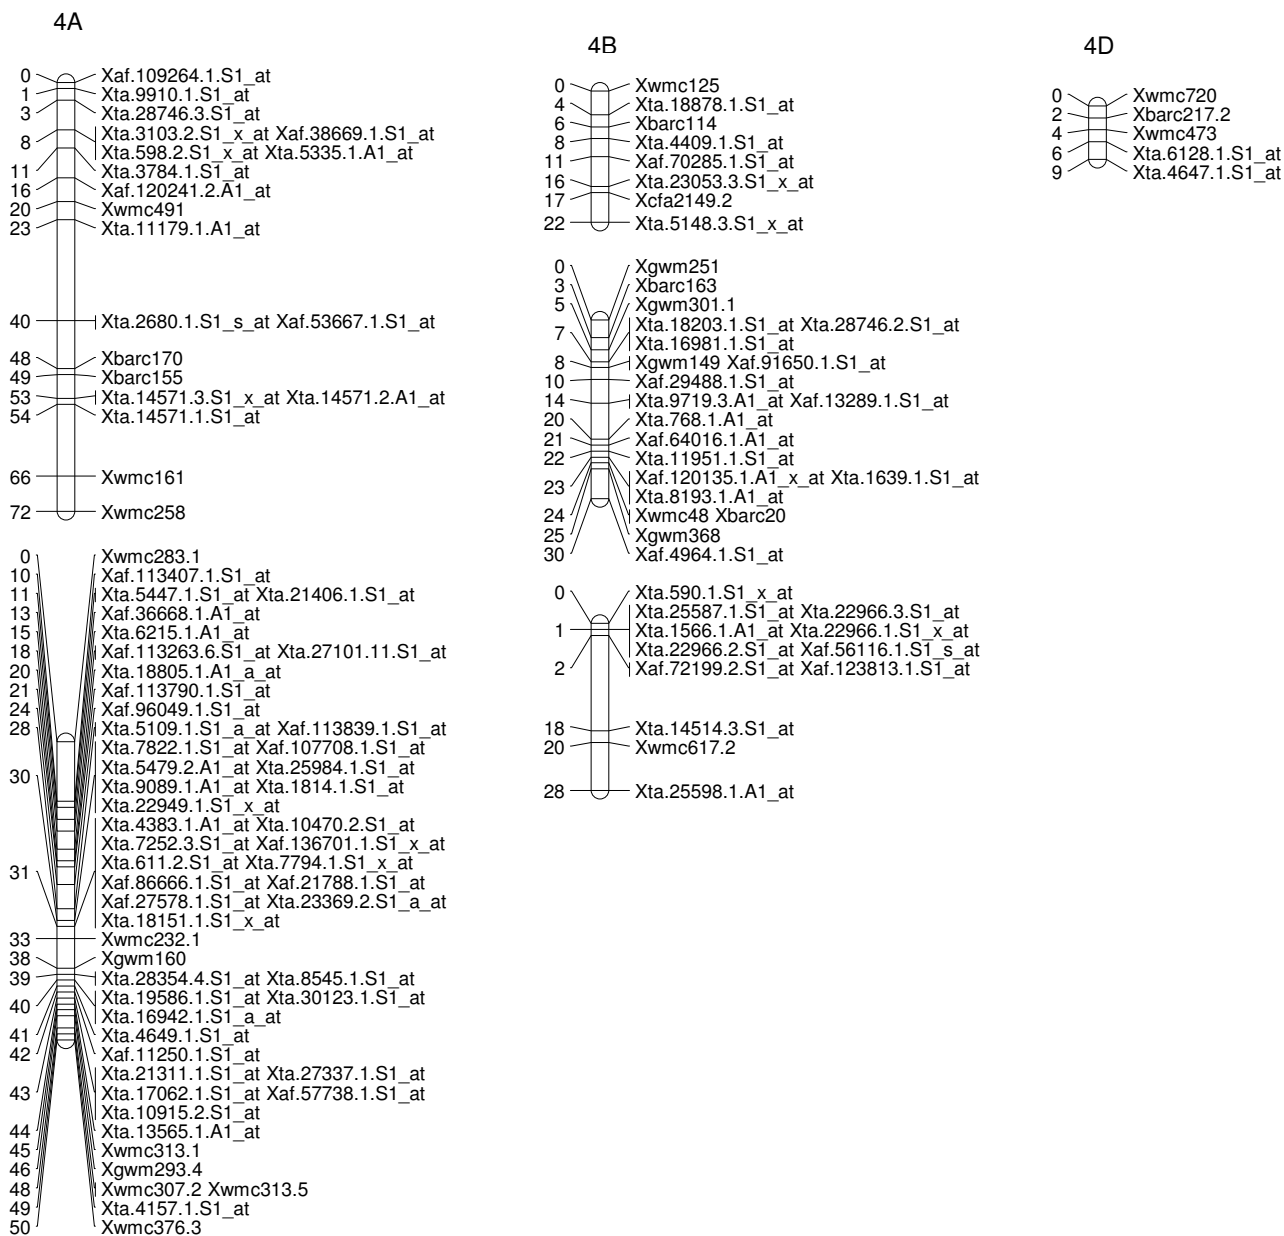 4A
0 Xaf.109264.1.S1_at
1 Xta.9910.1.S1_at
3 Xta.28746.3.S1_at
8 Xta.3103.2.S1_x_at Xaf.38669.1.S1_at
Xta.598.2.S1_x_at Xta.5335.1.A1_at
11 Xta.3784.1.S1_at
16 Xaf.120241.2.A1_at
20 Xwmc491
23 Xta.11179.1.A1_at
40 Xta.2680.1.S1_s_at Xaf.53667.1.S1_at
48 Xbarc170
49 Xbarc155
53 Xta.14571.3.S1_x_at Xta.14571.2.A1_at
54 Xta.14571.1.S1_at
66 Xwmc161
72 Xwmc258
0 Xwmc283.1
10 Xaf.113407.1.S1_at
11 Xta.5447.1.S1_at Xta.21406.1.S1_at
13 Xaf.36668.1.A1_at
15 Xta.6215.1.A1_at
18 Xaf.113263.6.S1_at Xta.27101.11.S1_at
20 Xta.18805.1.A1_a_at
21 Xaf.113790.1.S1_at
24 Xaf.96049.1.S1_at
28 Xta.5109.1.S1_a_at Xaf.113839.1.S1_at
Xta.7822.1.S1_at Xaf.107708.1.S1_at
30 Xta.5479.2.A1_at Xta.25984.1.S1_at
Xta.9089.1.A1_at Xta.1814.1.S1_at
Xta.22949.1.S1_x_at
Xta.4383.1.A1_at Xta.10470.2.S1_at
Xta.7252.3.S1_at Xaf.136701.1.S1_x_at
31 Xta.611.2.S1_at Xta.7794.1.S1_x_at
Xaf.86666.1.S1_at Xaf.21788.1.S1_at
Xaf.27578.1.S1_at Xta.23369.2.S1_a_at
Xta.18151.1.S1_x_at
33 Xwmc232.1
38 Xgwm160
39 Xta.28354.4.S1_at Xta.8545.1.S1_at
40 Xta.19586.1.S1_at Xta.30123.1.S1_at
Xta.16942.1.S1_a_at
41 Xta.4649.1.S1_at
42 Xaf.11250.1.S1_at
Xta.21311.1.S1_at Xta.27337.1.S1_at
43 Xta.17062.1.S1_at Xaf.57738.1.S1_at
Xta.10915.2.S1_at
44 Xta.13565.1.A1_at
45 Xwmc313.1
46 Xgwm293.4
48 Xwmc307.2 Xwmc313.5
49 Xta.4157.1.S1_at
50 Xwmc376.3
4B
0 Xwmc125
4 Xta.18878.1.S1_at
6 Xbarc114
8 Xta.4409.1.S1_at
11 Xaf.70285.1.S1_at
16 Xta.23053.3.S1_x_at
17 Xcfa2149.2
22 Xta.5148.3.S1_x_at
0 Xgwm251
3 Xbarc163
5 Xgwm301.1
7 Xta.18203.1.S1_at Xta.28746.2.S1_at
Xta.16981.1.S1_at
8 Xgwm149 Xaf.91650.1.S1_at
10 Xaf.29488.1.S1_at
14 Xta.9719.3.A1_at Xaf.13289.1.S1_at
20 Xta.768.1.A1_at
21 Xaf.64016.1.A1_at
22 Xta.11951.1.S1_at
23 Xaf.120135.1.A1_x_at Xta.1639.1.S1_at
Xta.8193.1.A1_at
24 Xwmc48 Xbarc20
25 Xgwm368
30 Xaf.4964.1.S1_at
0 Xta.590.1.S1_x_at
Xta.25587.1.S1_at Xta.22966.3.S1_at
1 Xta.1566.1.A1_at Xta.22966.1.S1_x_at
Xta.22966.2.S1_at Xaf.56116.1.S1_s_at
2 Xaf.72199.2.S1_at Xaf.123813.1.S1_at
18 Xta.14514.3.S1_at
20 Xwmc617.2
28 Xta.25598.1.A1_at
4D
0 Xwmc720
2 Xbarc217.2
4 Xwmc473
6 Xta.6128.1.S1_at
9 Xta.4647.1.S1_at